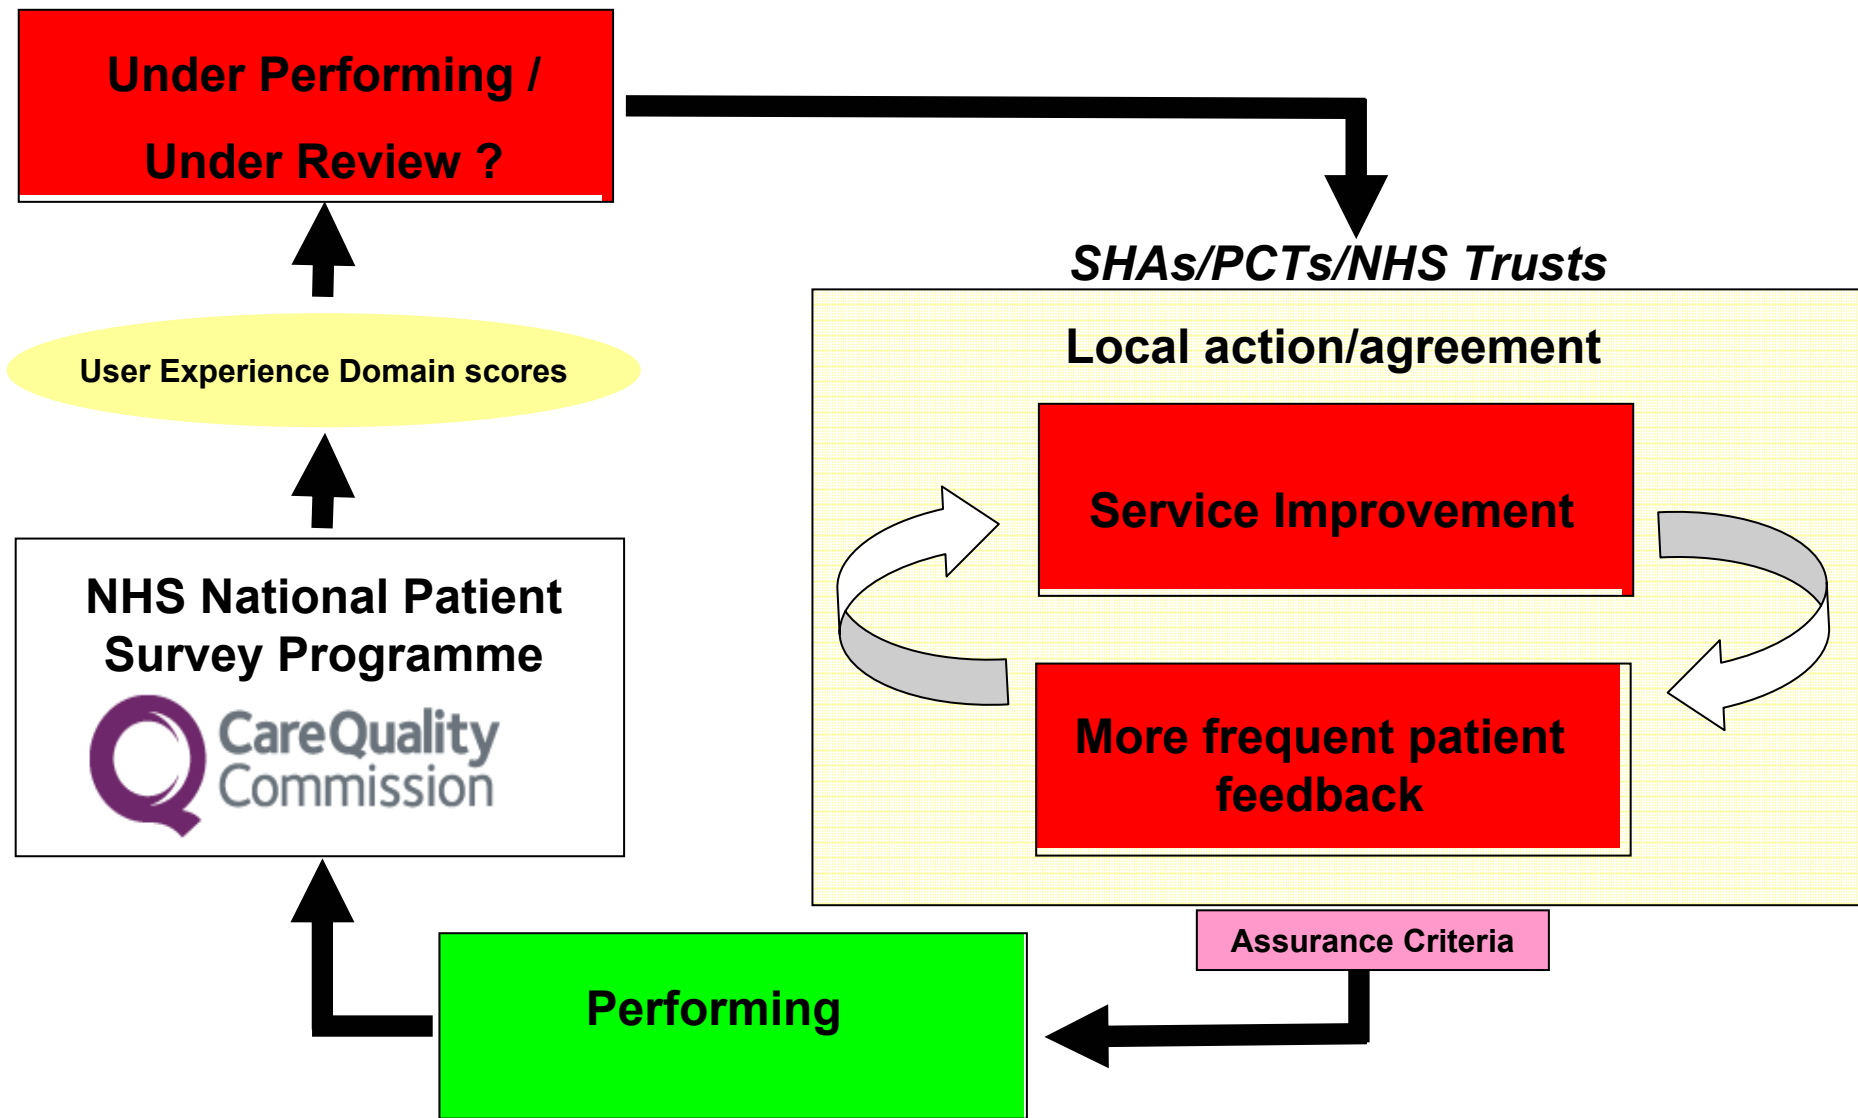 Under Performing /
Under Review ?
SHAs/PCTs/NHS Trusts
Local action/agreement
User Experience Domain scores
Service Improvement
NHS National Patient
Survey Programme
CareQuality
Commission
More frequent patient
feedback
Assurance Criteria
Performing